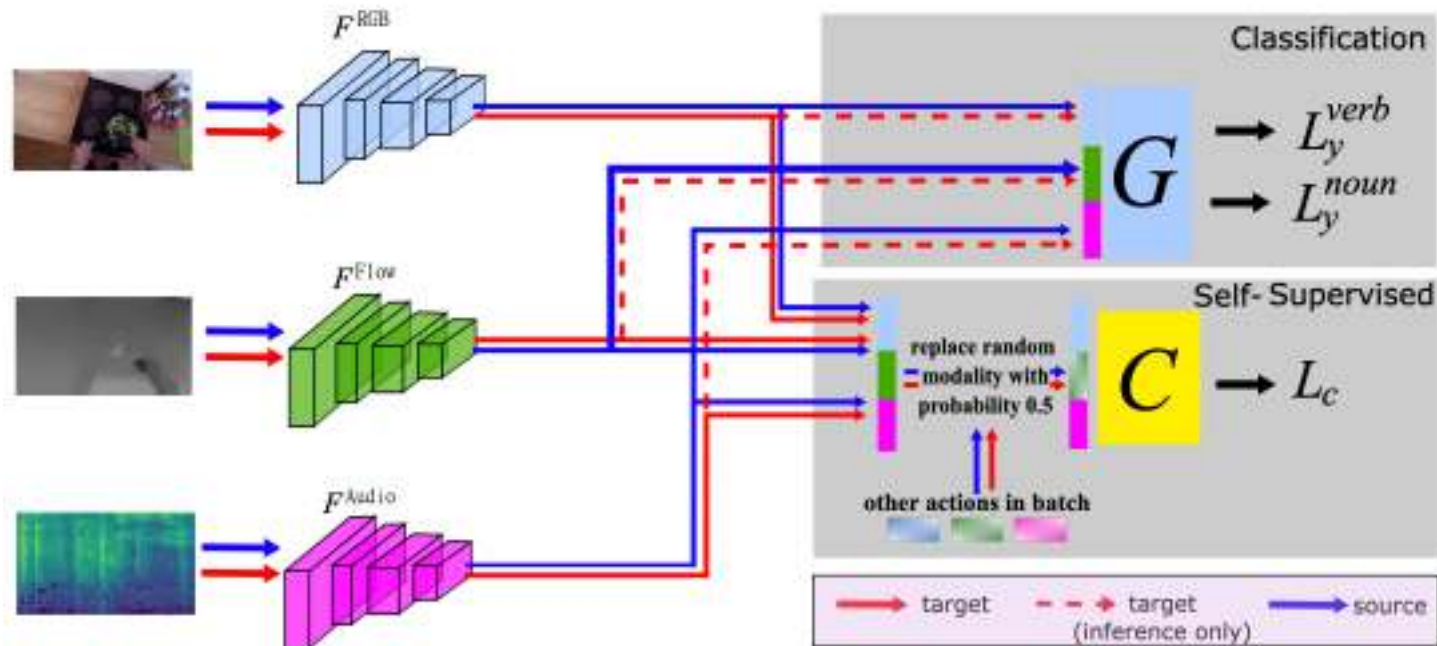 F^RGB
Classification
G
L_y^verb
L_y^noun
F^Flow
Self- Supervised
replace random
modality with
probability 0.5
C
L_c
other actions in batch
F^Audio
target
target
(inference only)
source